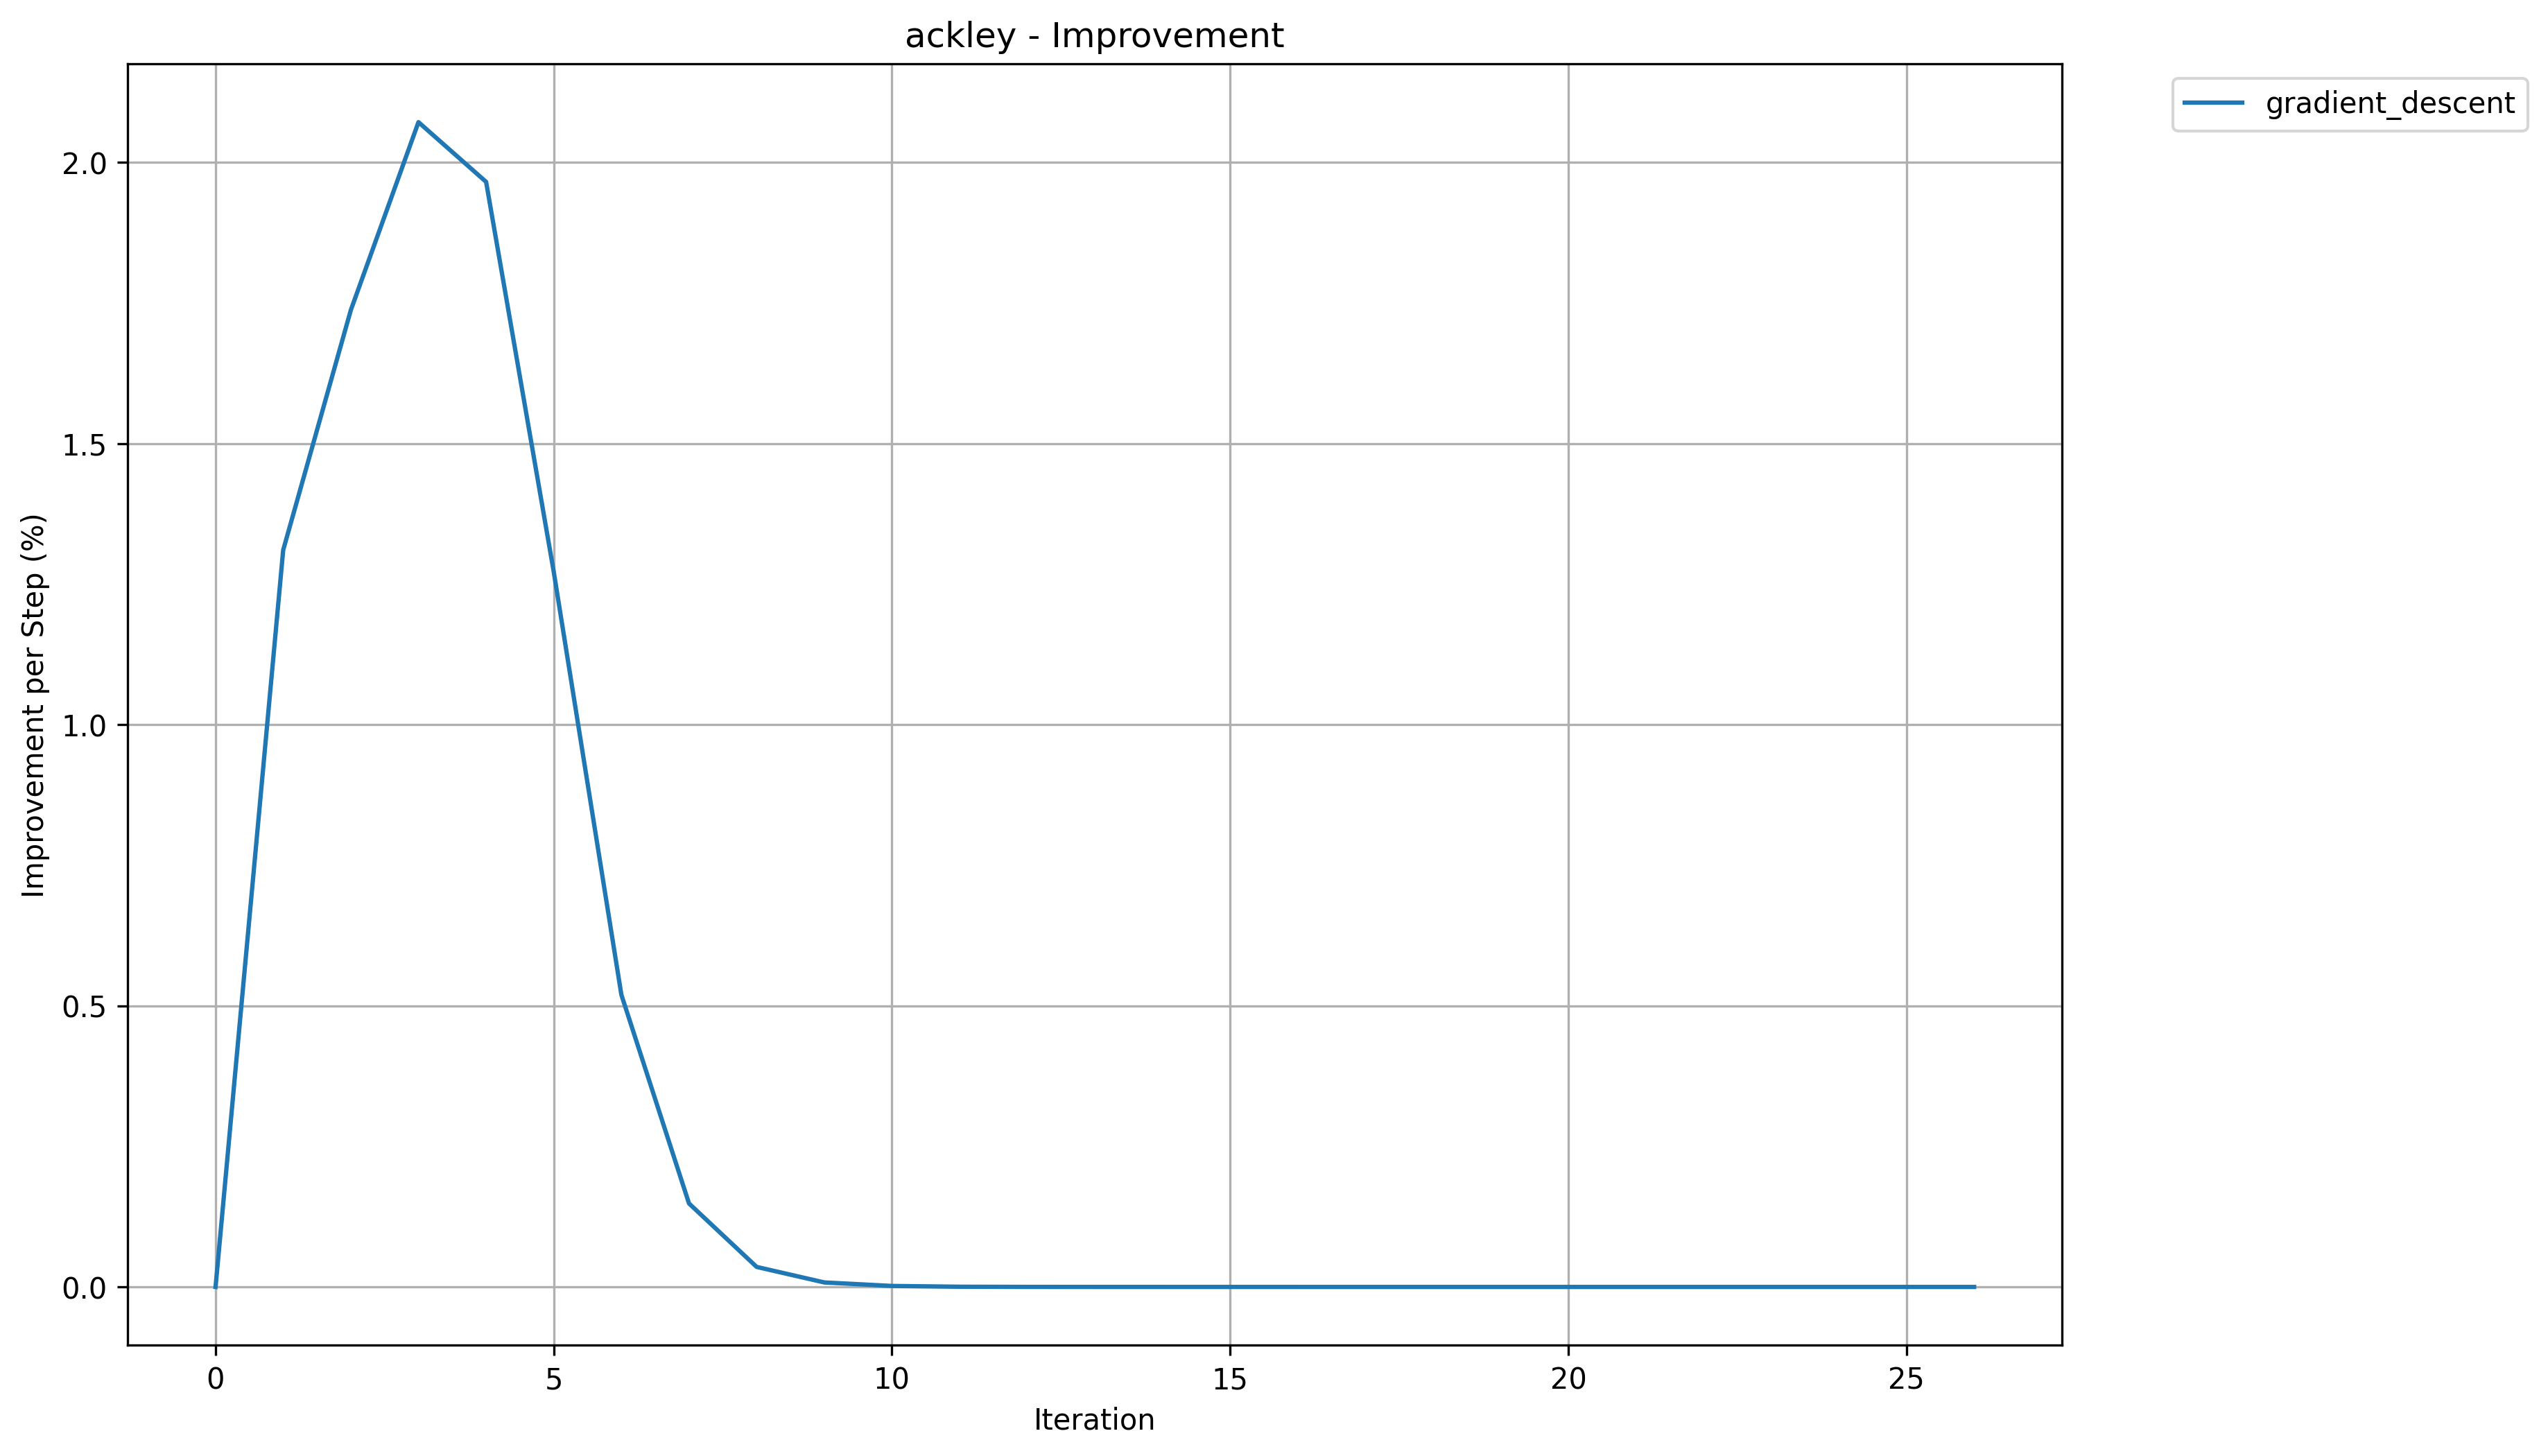 ackley - Improvement
gradient_descent
Improvement per Step (%)
2.0
1.5
1.0
0.5
0.0
0 5 10 15 20 25
Iteration